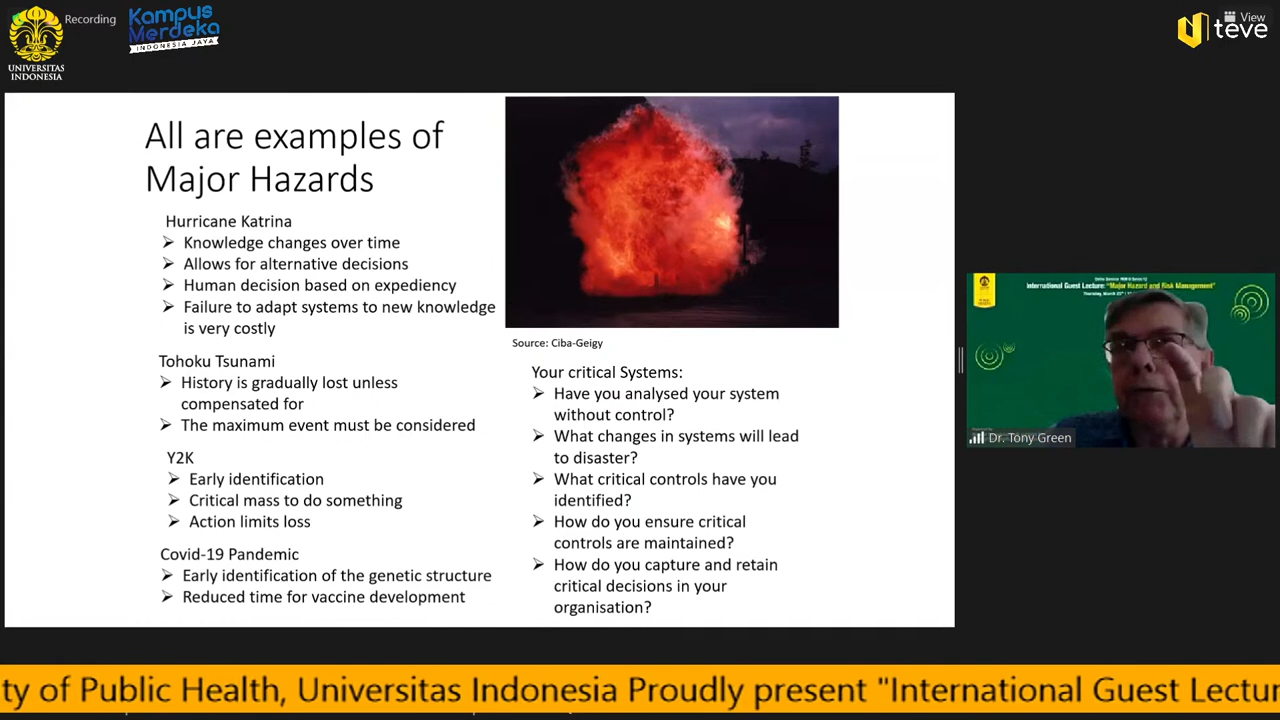 Recording
UNIVERSITAS
INDONESIA
Kampus
Merdeka
INDONESIA JAYA
View
teve
All are examples of
Major Hazards
Hurricane Katrina
➢ Knowledge changes over time
➢ Allows for alternative decisions
➢ Human decision based on expediency
➢ Failure to adapt systems to new knowledge
is very costly
Tohoku Tsunami
➢ History is gradually lost unless
compensated for
➢ The maximum event must be considered
Y2K
➢ Early identification
➢ Critical mass to do something
➢ Action limits loss
Covid-19 Pandemic
➢ Early identification of the genetic structure
➢ Reduced time for vaccine development
Source: Ciba-Geigy
Your critical Systems:
➢ Have you analysed your system
without control?
➢ What changes in systems will lead
to disaster?
➢ What critical controls have you
identified?
➢ How do you ensure critical
controls are maintained?
➢ How do you capture and retain
critical decisions in your
organisation?
International Guest Lecture: "Major Hazard and Risk Management"
Dr. Tony Green
ty of Public Health, Universitas Indonesia Proudly present "International Guest Lectur